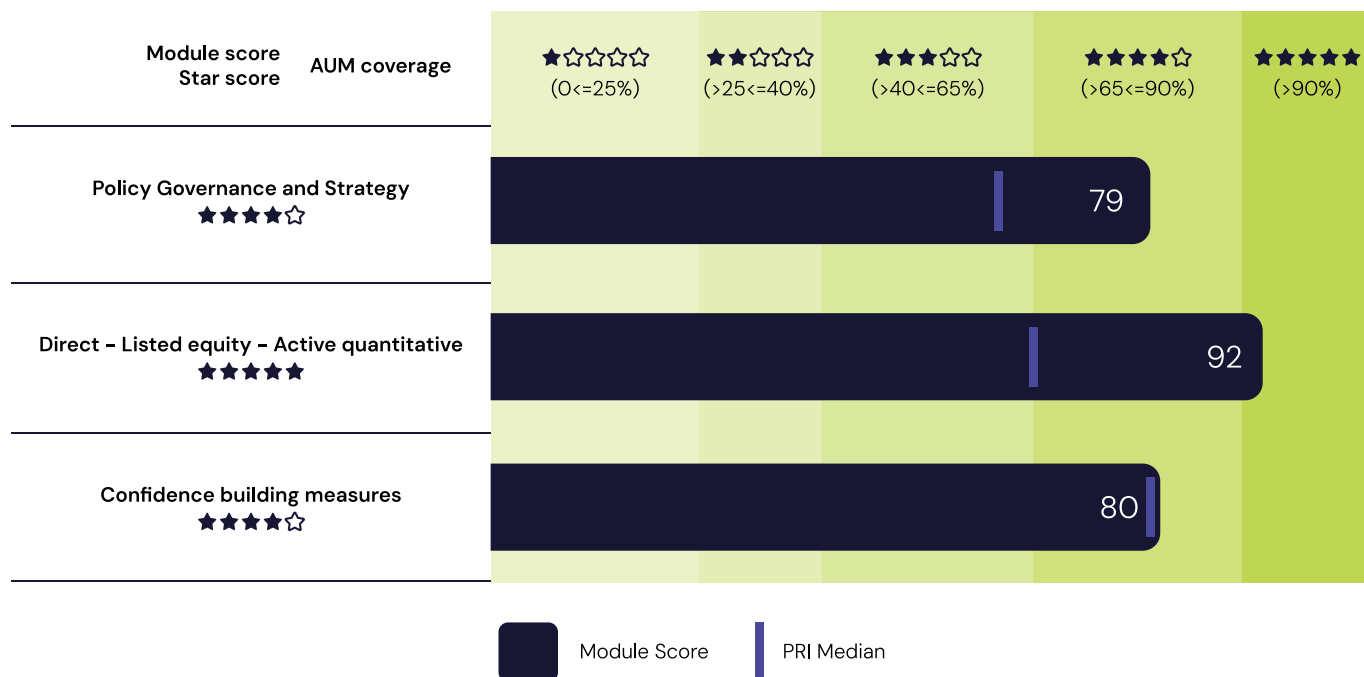 Module score
Star score
AUM coverage
★☆☆☆☆
(0<=25%)
★★☆☆☆
(>25<=40%)
★★★☆☆
(>40<=65%)
★★★★☆
(>65<=90%)
★★★★★
(>90%)
Policy Governance and Strategy
★★★★☆
79
Direct – Listed equity – Active quantitative
★★★★★
92
Confidence building measures
★★★★☆
80
Module Score
PRI Median